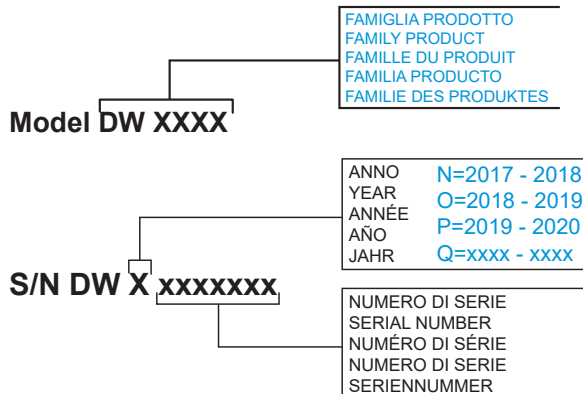 FAMIGLIA PRODOTTO
FAMILY PRODUCT
FAMILLE DU PRODUIT
FAMILIA PRODUCTO
FAMILIE DES PRODUKTES
Model DW XXXX
ANNO
YEAR
ANNÉE
AÑO
JAHR
N=2017 - 2018
O=2018 - 2019
P=2019 - 2020
Q=xxxx - xxxx
S/N DW X xxxxxxxx
NUMERO DI SERIE
SERIAL NUMBER
NUMÉRO DI SÉRIE
NUMERO DI SERIE
SERIENNUMMER